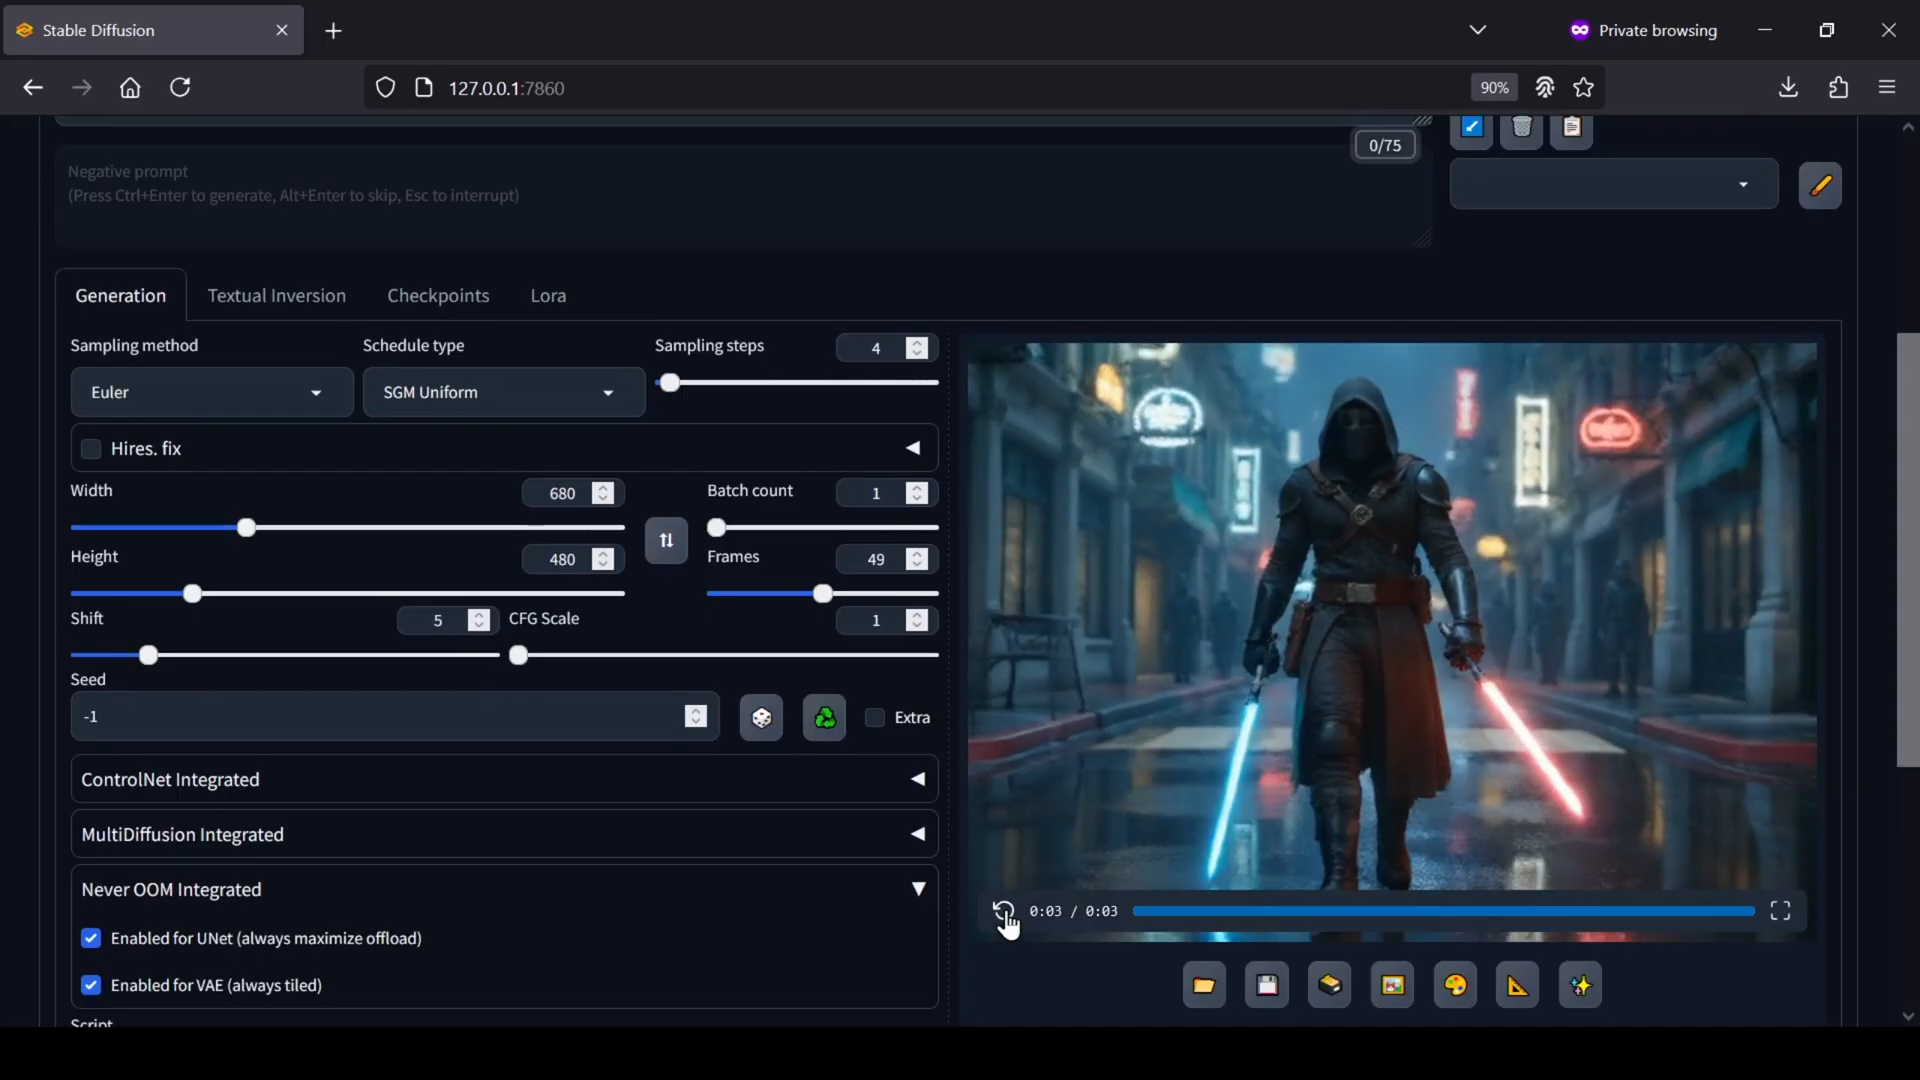 Stable Diffusion
Private browsing
127.0.0.1:7860
90%
0/75
Negative prompt
(Press Ctrl+Enter to generate, Alt+Enter to skip, Esc to interrupt)
Generation
Textual Inversion
Checkpoints
Lora
Sampling method
Schedule type
Sampling steps
4
Euler
SGM Uniform
Hires. fix
Width
680
Batch count
1
Height
480
Frames
49
Shift
5
CFG Scale
1
Seed
-1
Extra
ControlNet Integrated
MultiDiffusion Integrated
Never OOM Integrated
0:03 / 0:03
Enabled for UNet (always maximize offload)
Enabled for VAE (always tiled)
Script